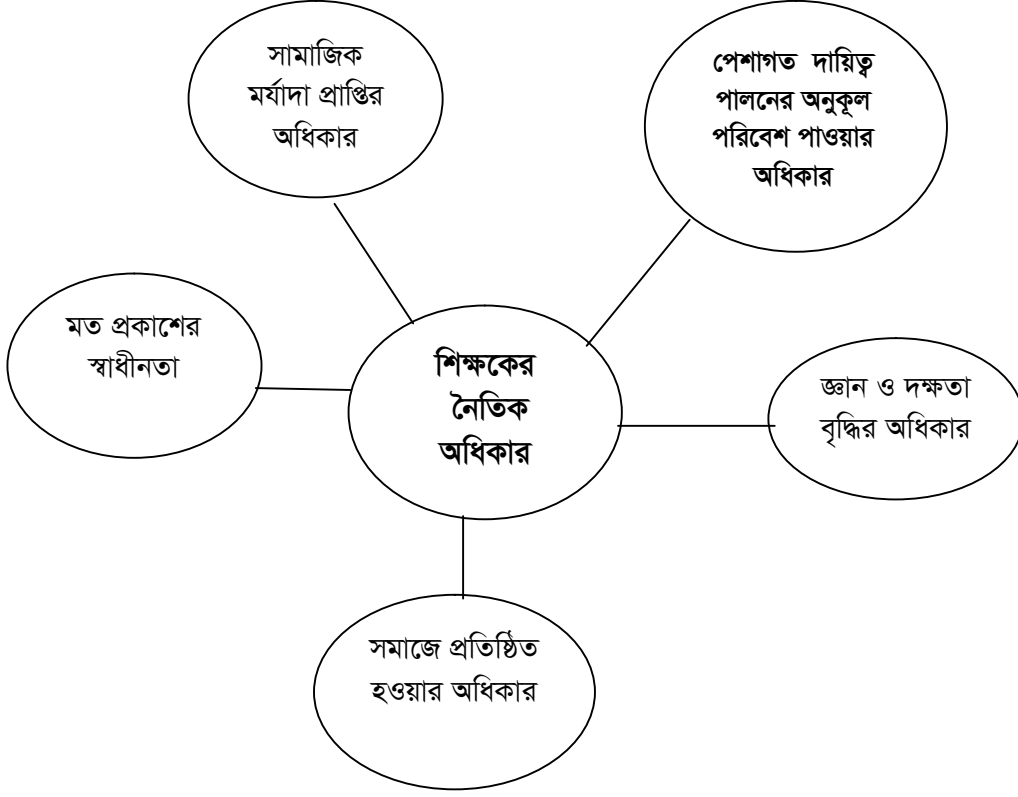 সামাজিক
মর্যাদা প্রাপ্তির
অধিকার
পেশাগত দায়িত্ব
পালনের অনুকূল
পরিবেশ পাওয়ার
অধিকার
মত প্রকাশের
স্বাধীনতা
শিক্ষকের
নৈতিক
অধিকার
জ্ঞান ও দক্ষতা
বৃদ্ধির অধিকার
সমাজে প্রতিষ্ঠিত
হওয়ার অধিকার